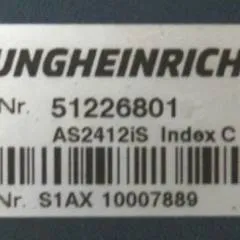 UNGHEINRICH
Nr. 51226801
AS2412iS Index C
Nr. S1AX 10007889